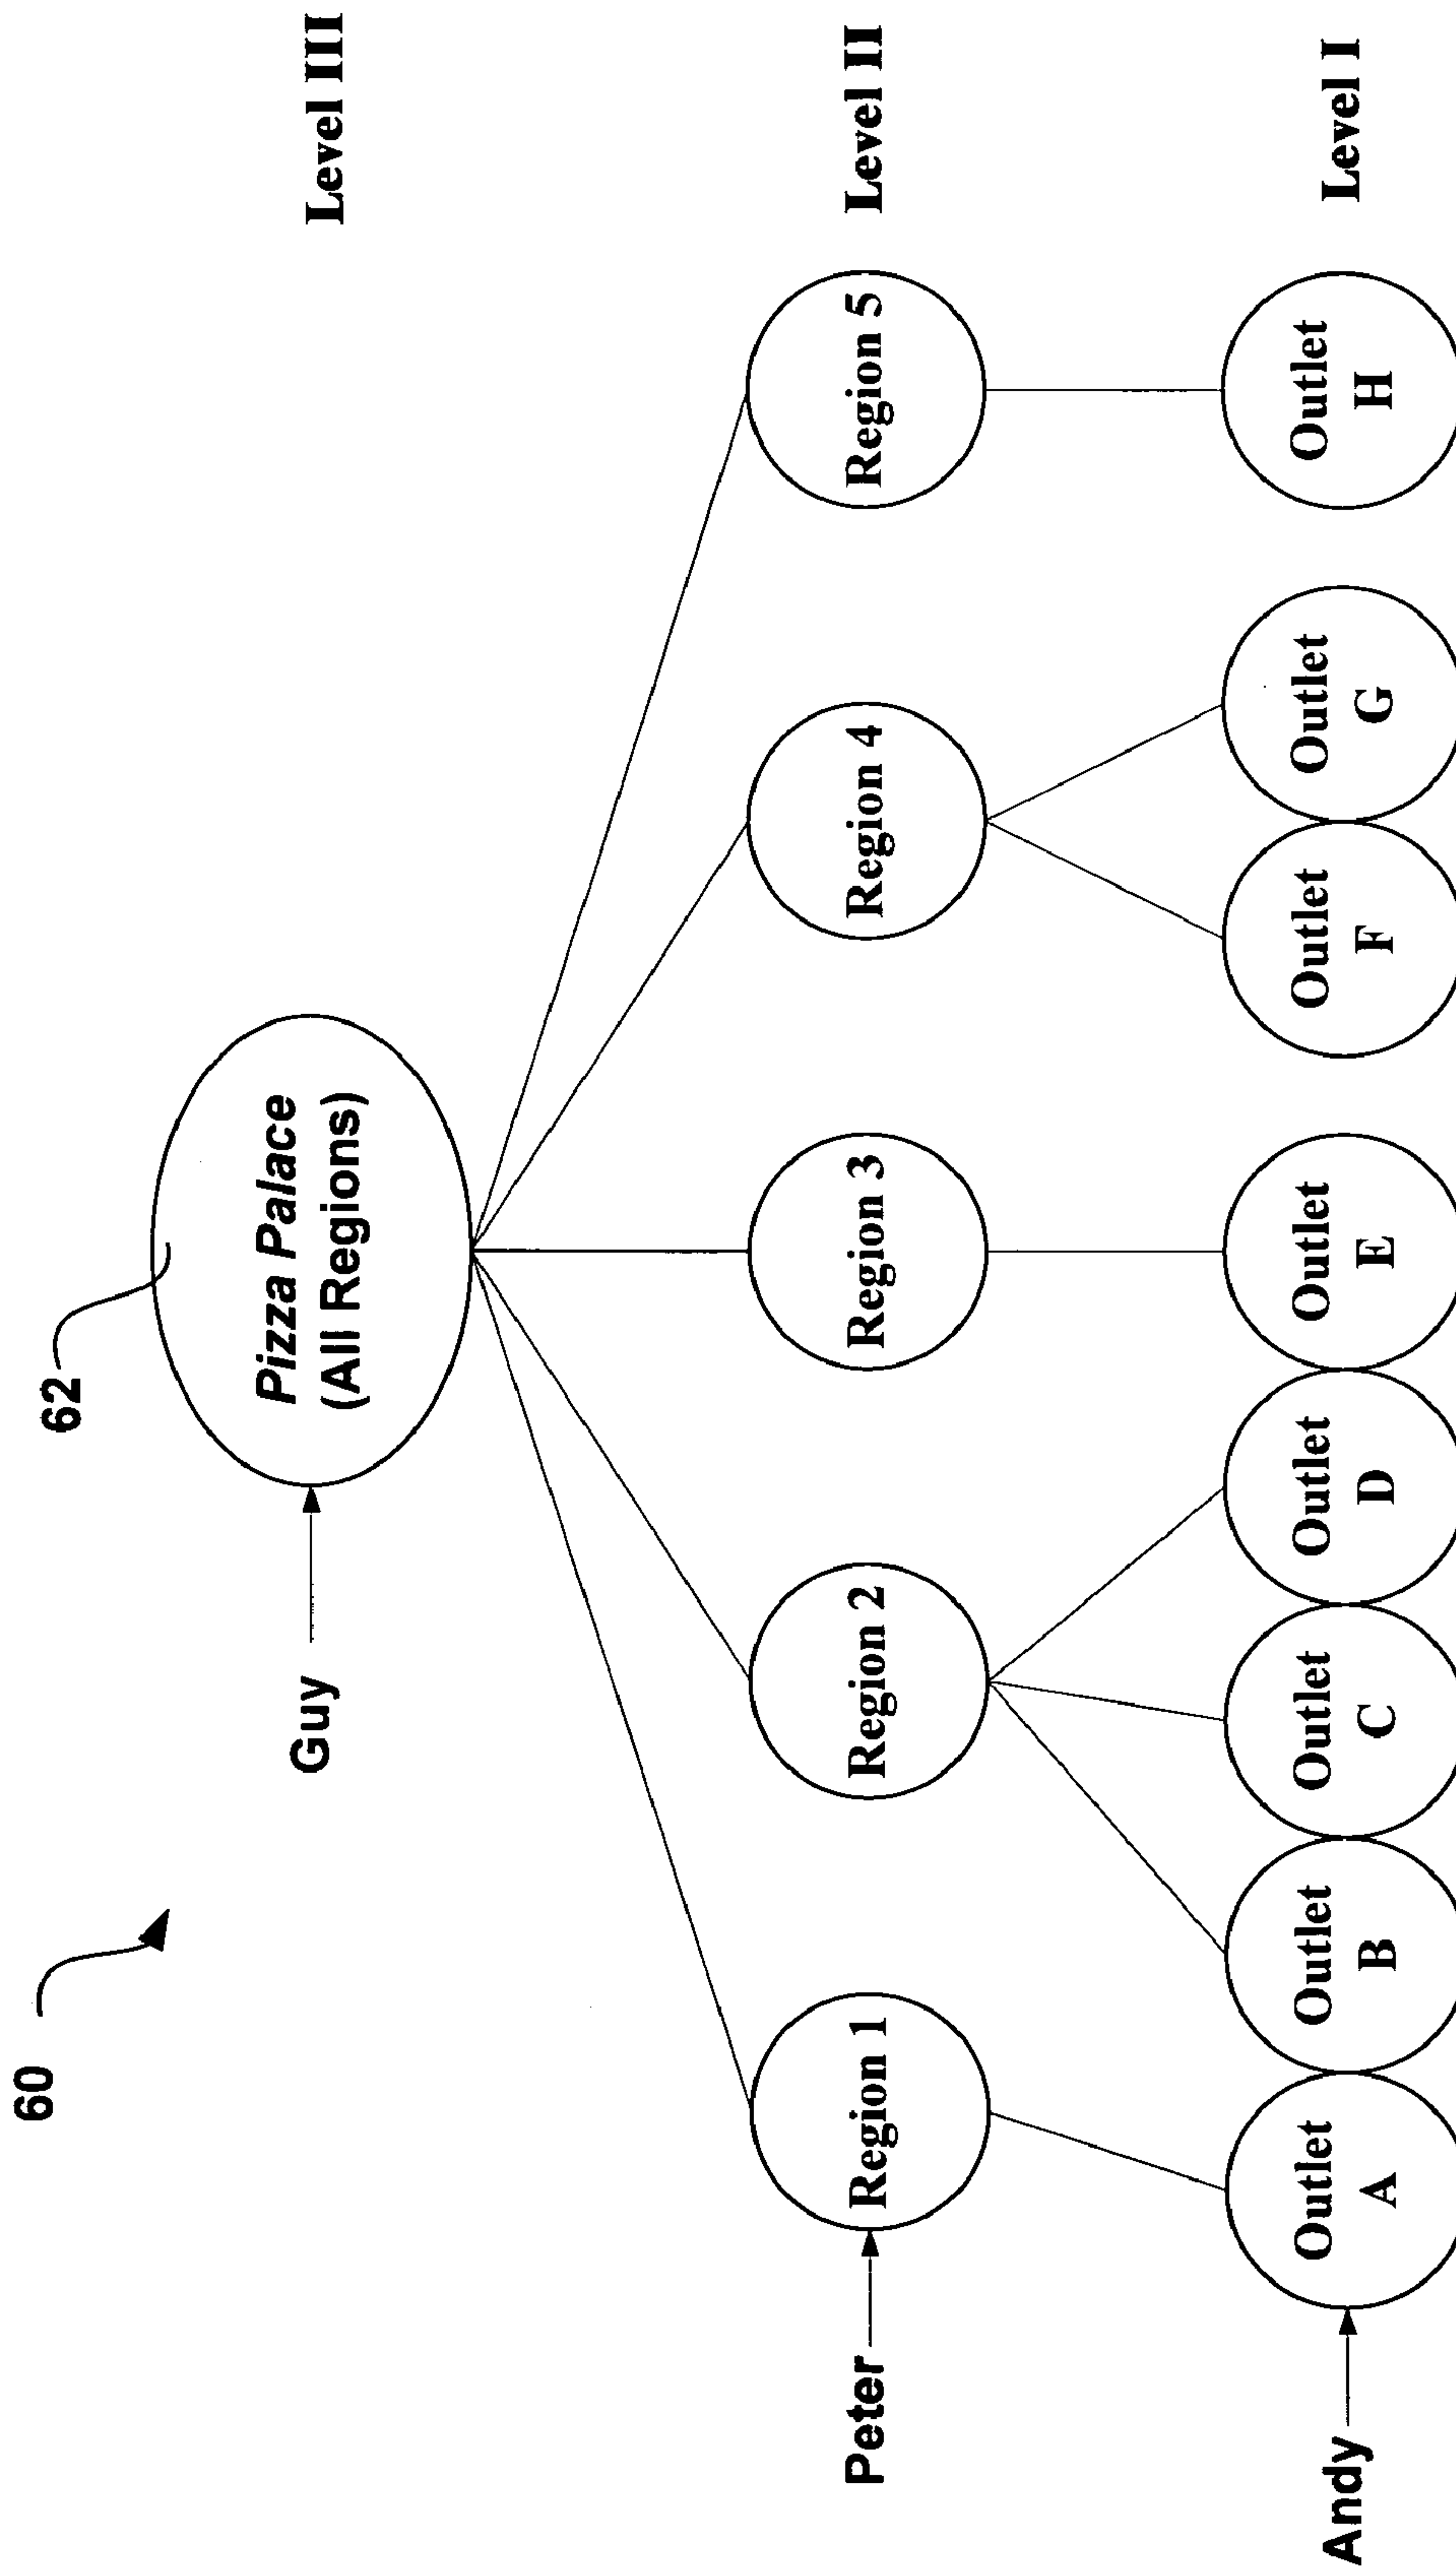 60
62
Guy
Pizza Palace
(All Regions)
Level III
Peter
Region 1
Region 2
Region 3
Region 4
Region 5
Level II
Andy
Outlet
A
Outlet
B
Outlet
C
Outlet
D
Outlet
E
Outlet
F
Outlet
G
Outlet
H
Level I